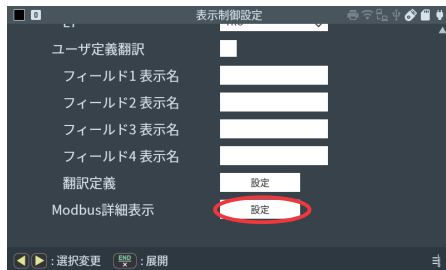 0 表示制御設定
ユーザ定義翻訳
フィールド1 表示名
フィールド2 表示名
フィールド3 表示名
フィールド4 表示名
翻訳定義 設定
Modbus詳細表示 設定
: 選択変更 END : 展開